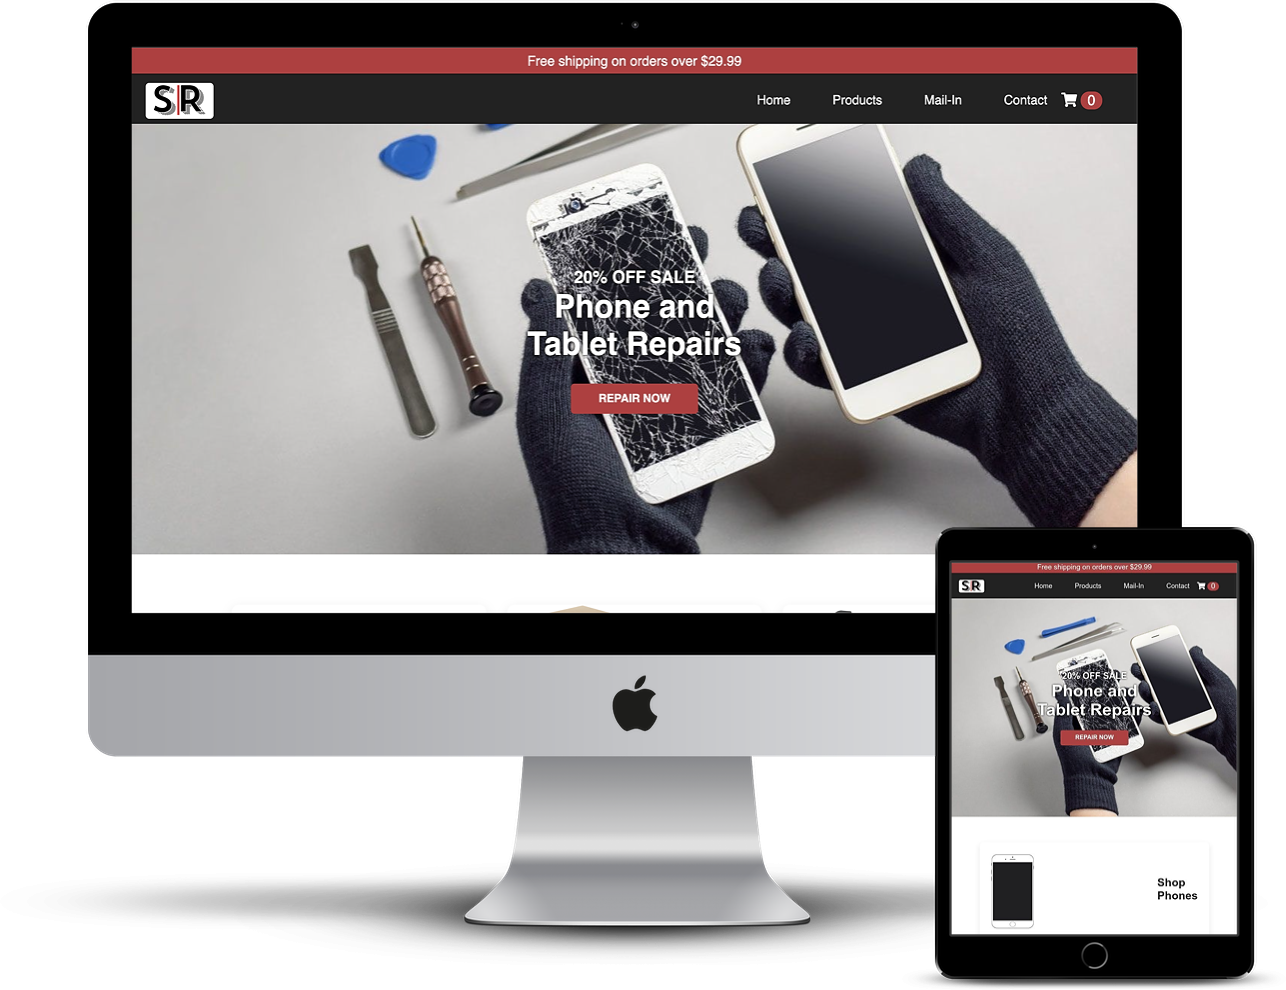 Free shipping on orders over $29.99
S|R
Home Products Mail-In Contact 0
20% OFF SALE
Phone and
Tablet Repairs
REPAIR NOW
Free shipping on orders over $29.99
S|R
Home Products Mail-In Contact 0
20% OFF SALE
Phone and
Tablet Repairs
REPAIR NOW
Shop
Phones